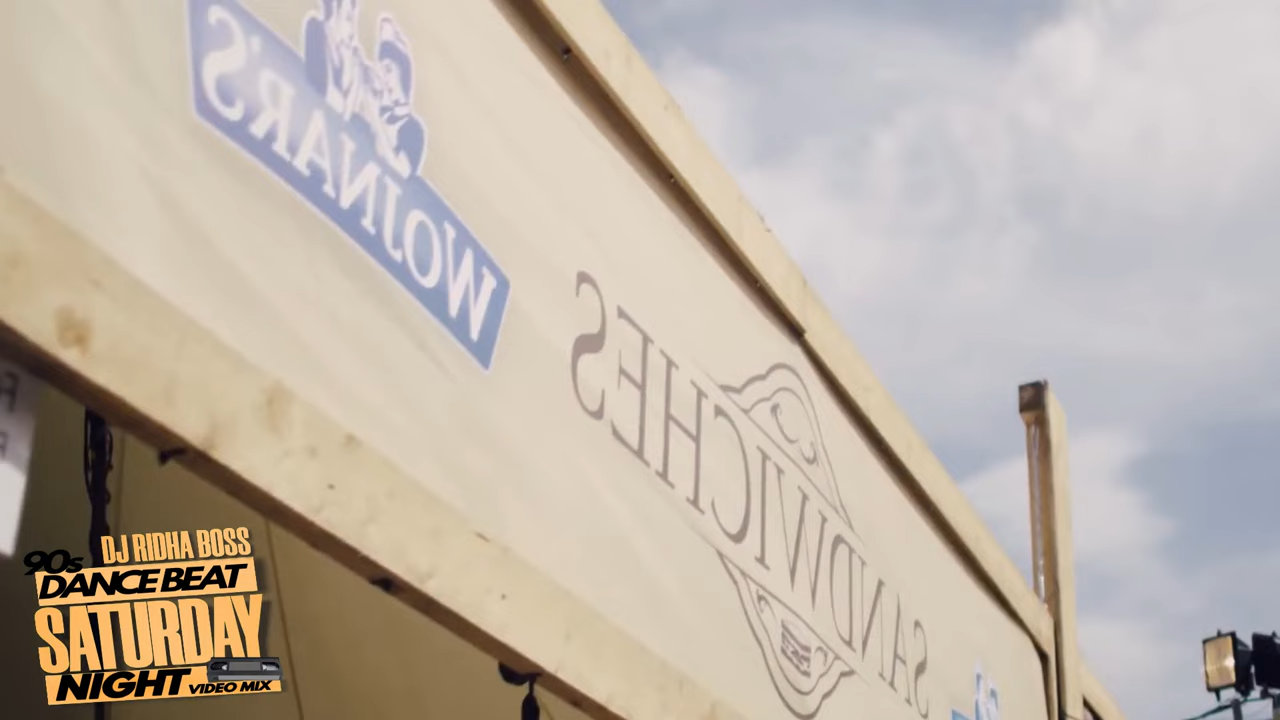 WOJNAR'S
SANDWICHES
DJ RIDHA BOSS
90s
DANCE BEAT
SATURDAY
NIGHT
VIDEO MIX